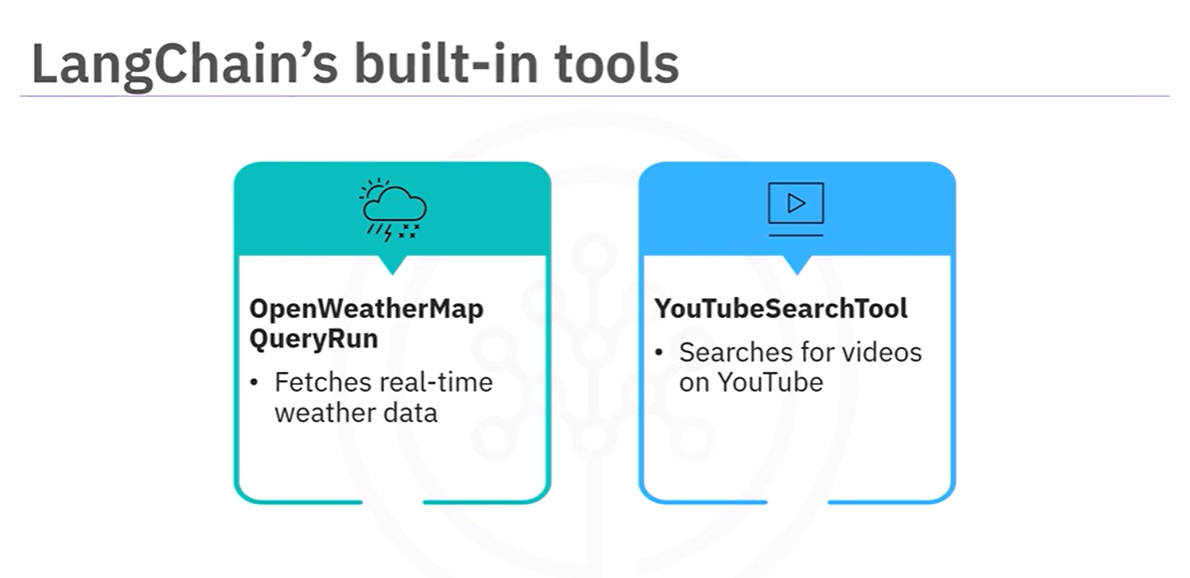 LangChain’s built-in tools
OpenWeatherMap
QueryRun
• Fetches real-time
weather data
YouTubeSearchTool
• Searches for videos
on YouTube